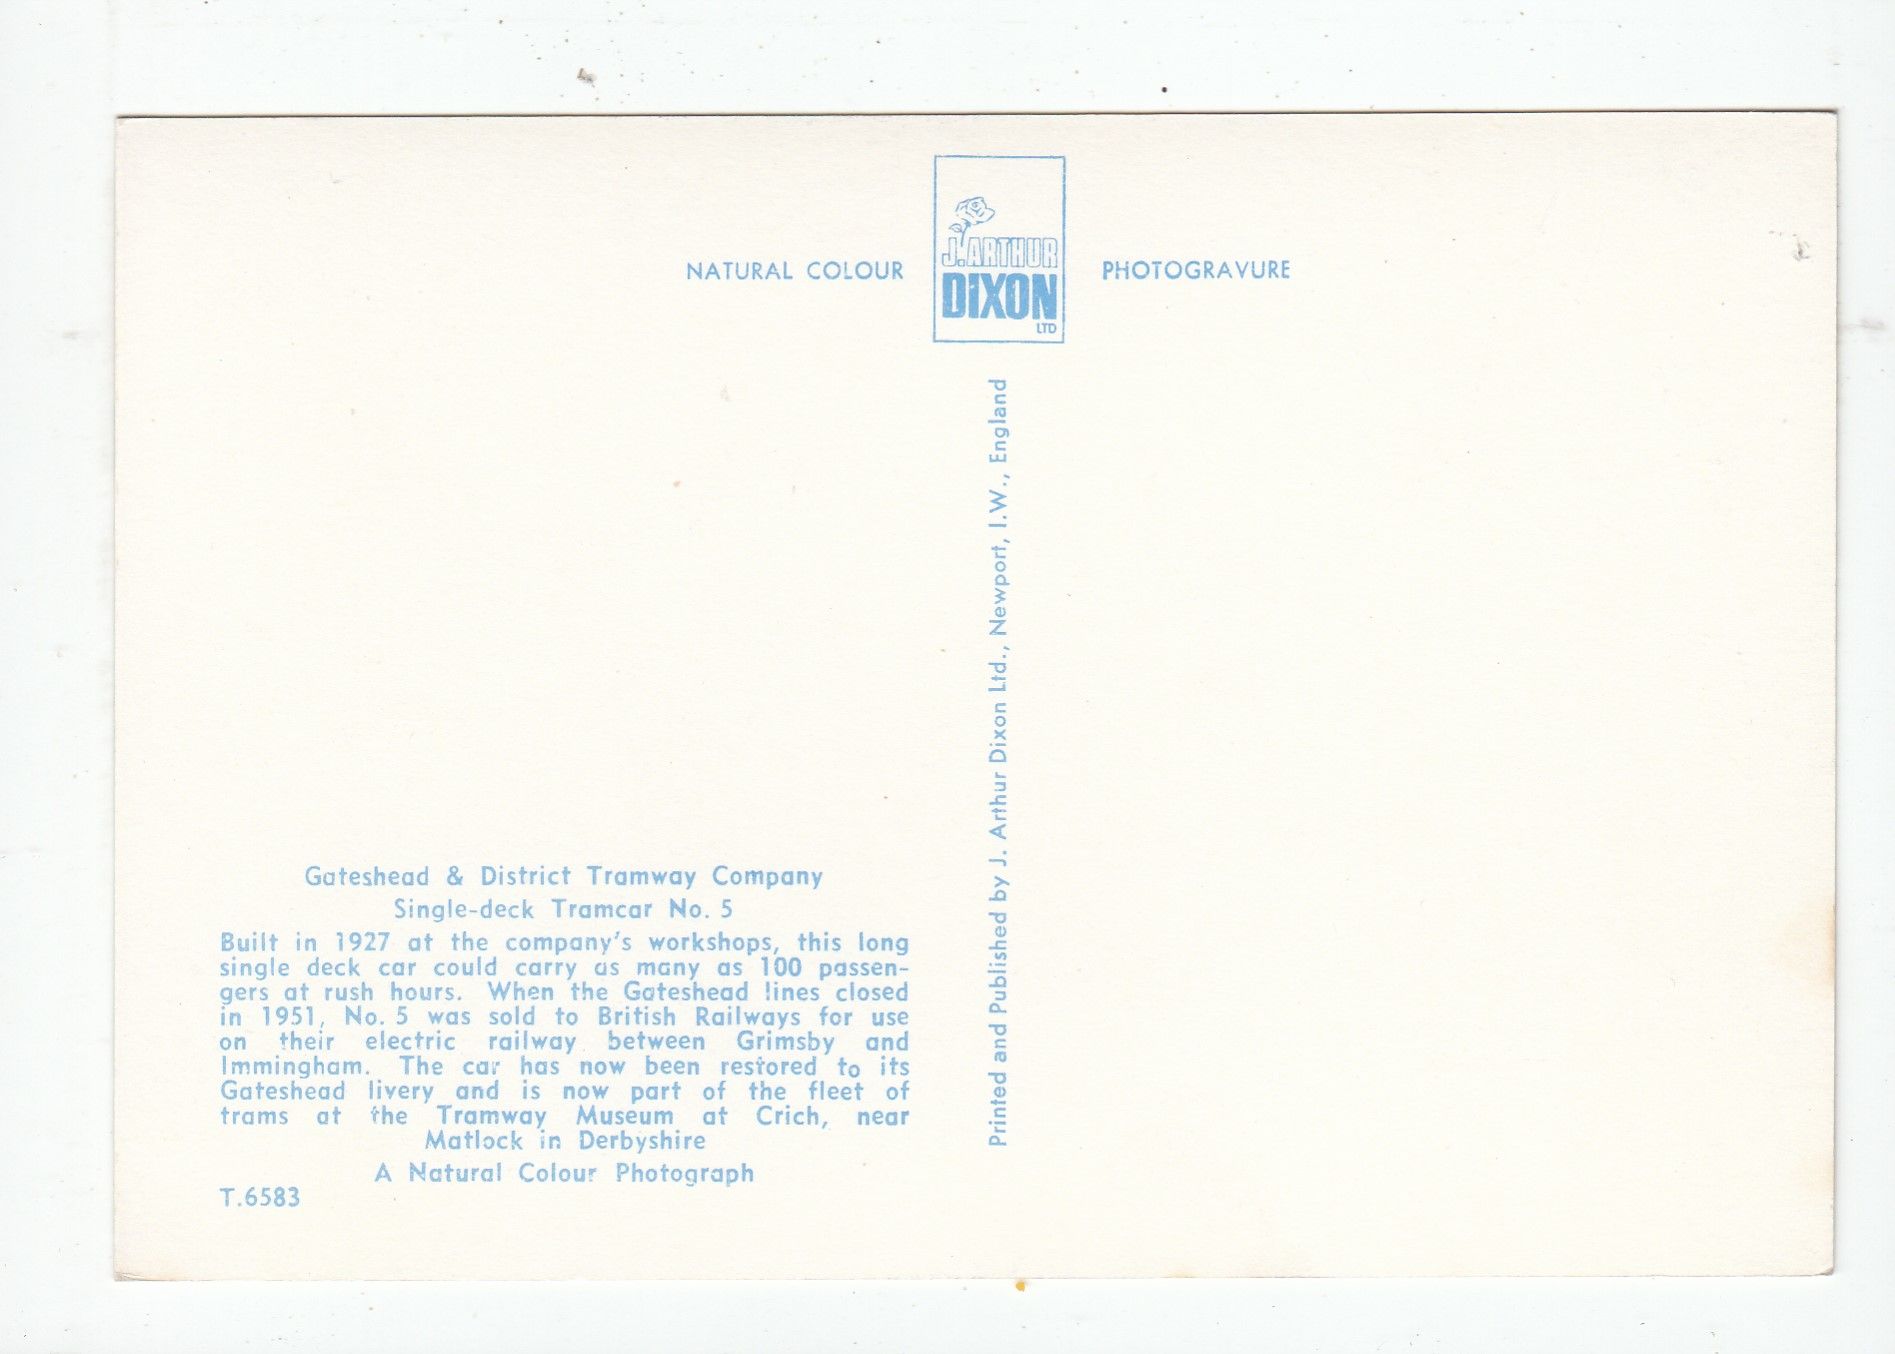 NATURAL COLOUR
J. ARTHUR
DIXON
LTD
PHOTOGRAVURE
Printed and Published by J. Arthur Dixon Ltd., Newport, I.W., England
Gateshead & District Tramway Company
Single-deck Tramcar No. 5
Built in 1927 at the company's workshops, this long
single deck car could carry as many as 100 passen-
gers at rush hours. When the Gateshead lines closed
in 1951, No. 5 was sold to British Railways for use
on their electric railway between Grimsby and
Immingham. The car has now been restored to its
Gateshead livery and is now part of the fleet of
trams at the Tramway Museum at Crich, near
Matlock in Derbyshire
A Natural Colour Photograph
T.6583